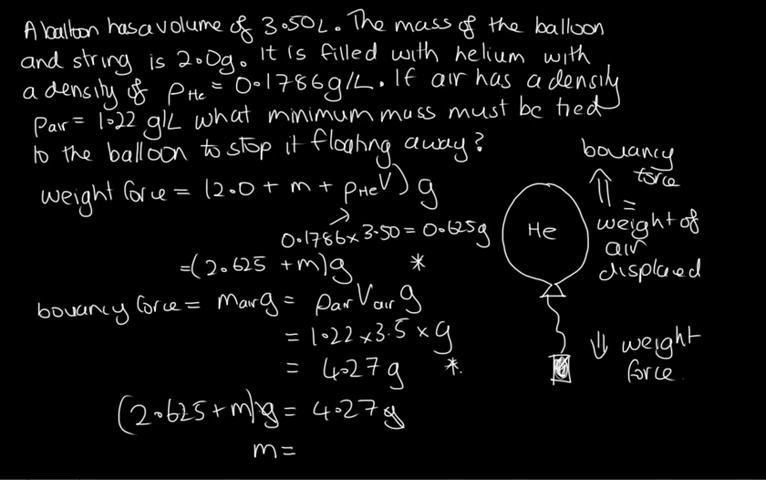 A balloon has a volume of 3.50L. The mass of the balloon
and string is 2.0g. It is filled with helium with
a density of ρHe = 0.1786g/L. If air has a density
ρair = 1.22 g/L what minimum mass must be tied
to the balloon to stop it floating away?
weight force = (2.0 + m + ρHeV) g
0.1786 x 3.50 = 0.625g
= (2.625 + m) g *
bouyancy force = mair g = ρair Vair g
= 1.22 x 3.5 x g
= 4.27 g *
(2.625 + m) g = 4.27 g
m =
bouancy
force
=
weight of
air
displaced
He
⇓ weight
force.